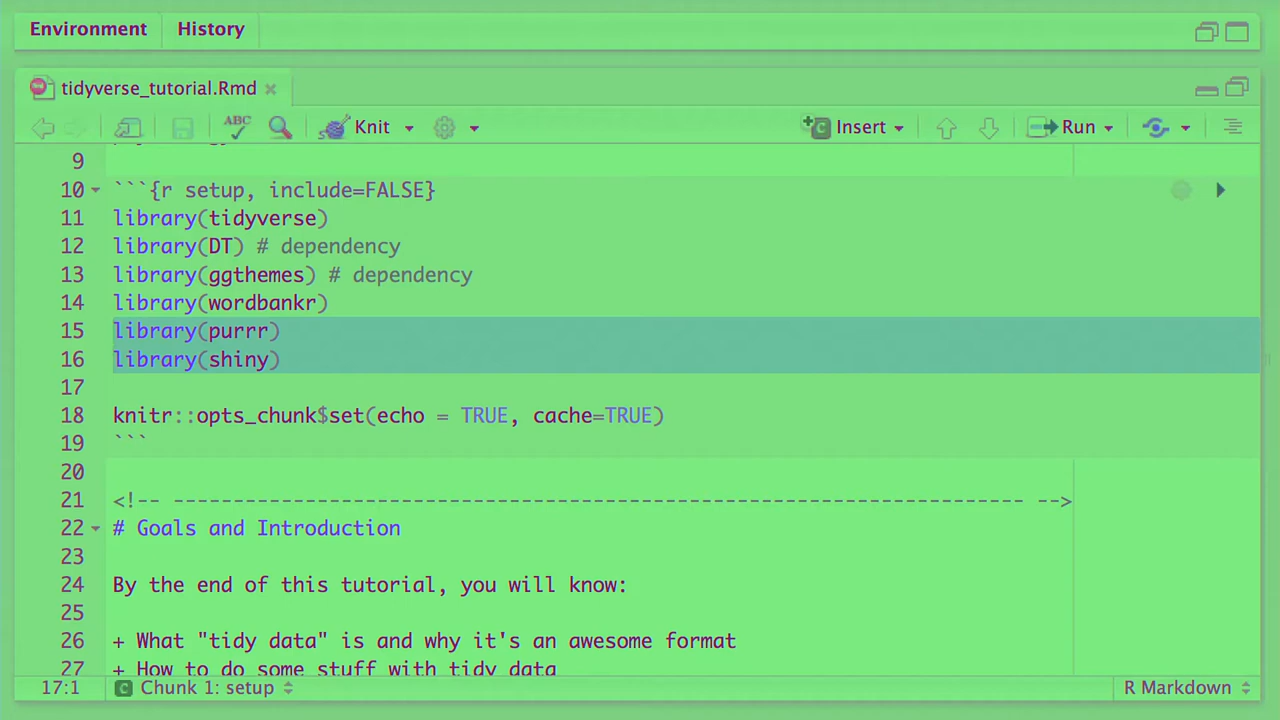 Environment History
tidyverse_tutorial.Rmd
ABC Knit Insert Run
9
10 ```{r setup, include=FALSE}
11 library(tidyverse)
12 library(DT) # dependency
13 library(ggthemes) # dependency
14 library(wordbankr)
15 library(purrr)
16 library(shiny)
17
18 knitr::opts_chunk$set(echo = TRUE, cache=TRUE)
19 ```
20
21 <!-- ----------------------------------------------------------------------- -->
22 # Goals and Introduction
23
24 By the end of this tutorial, you will know:
25
26 + What "tidy data" is and why it's an awesome format
27 + How to do some stuff with tidy data
17:1 C Chunk 1: setup R Markdown